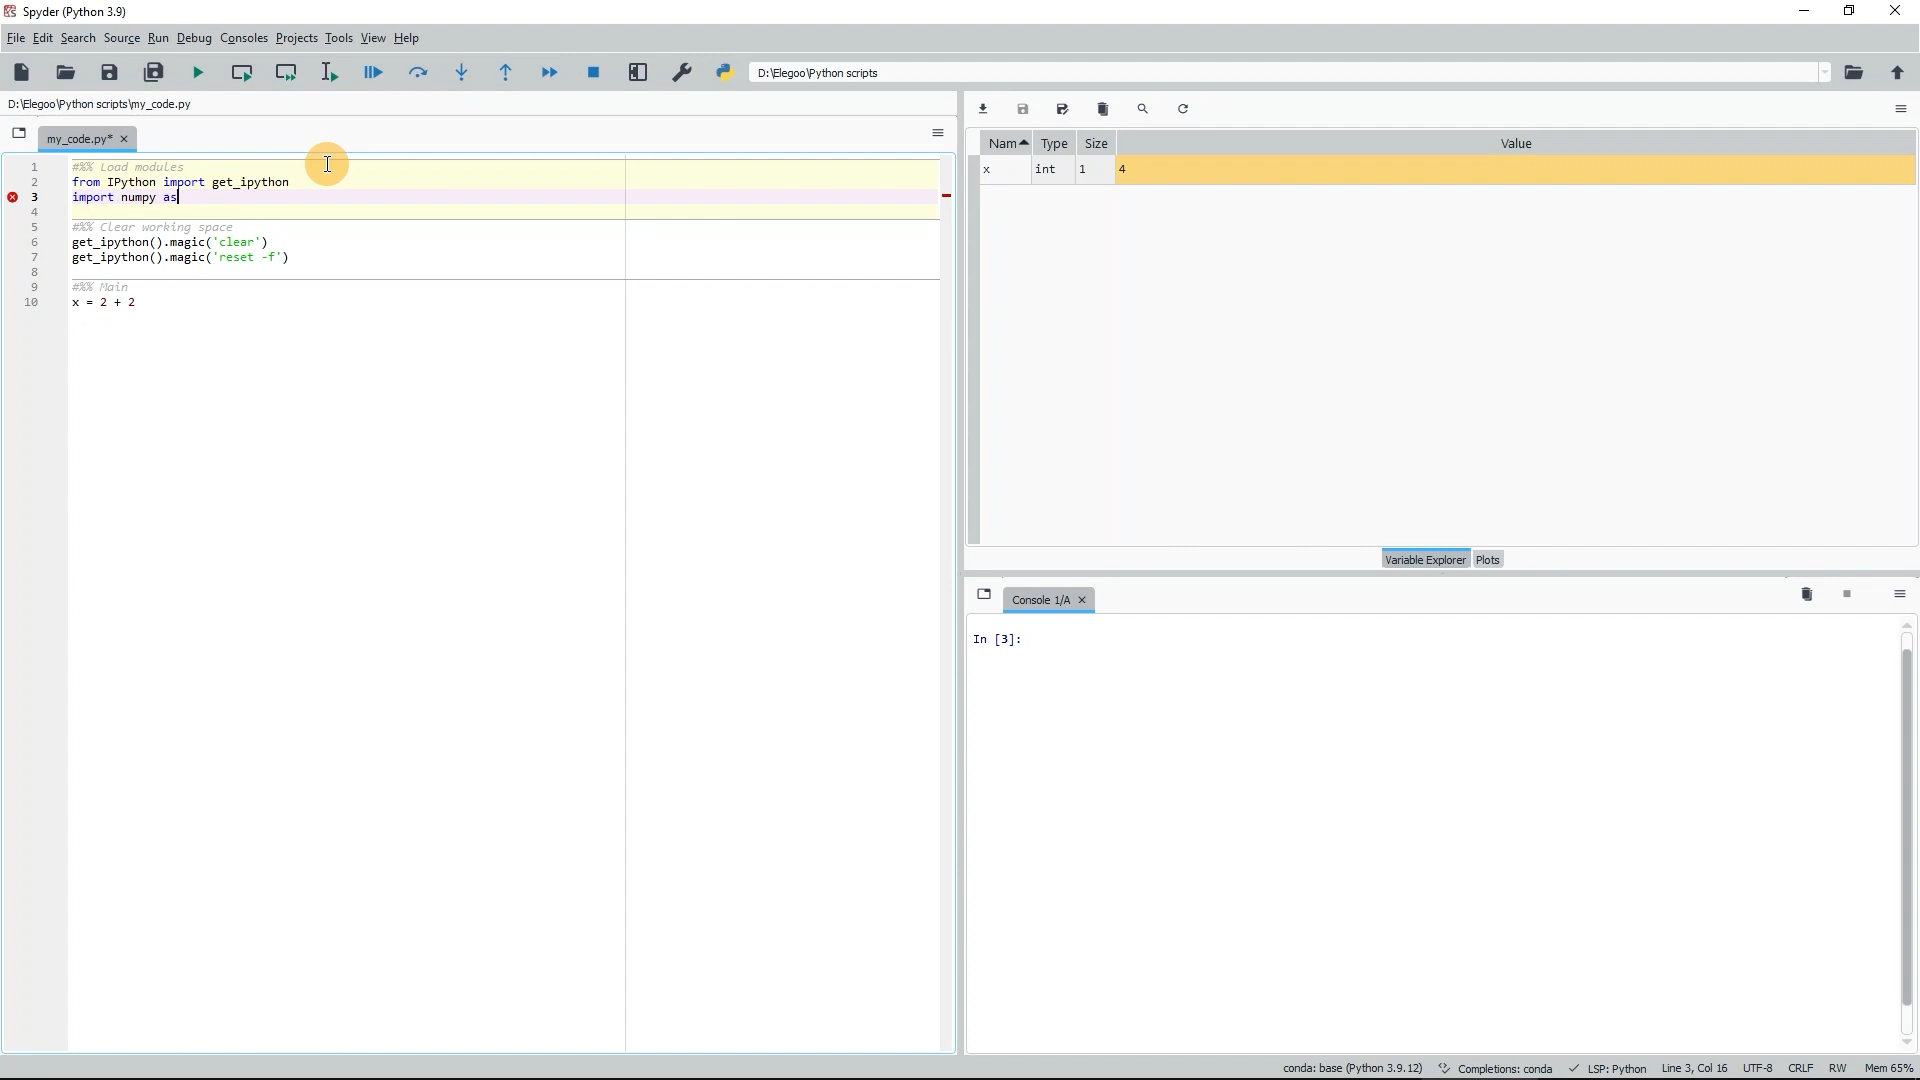 Spyder (Python 3.9)
File Edit Search Source Run Debug Consoles Projects Tools View Help
D:\Elegoo\Python scripts
D:\Elegoo\Python scripts\my_code.py
my_code.py*
1 #%% Load modules
2 from IPython import get_ipython
3 import numpy as
4
5 #%% Clear working space
6 get_ipython().magic('clear')
7 get_ipython().magic('reset -f')
8
9 #%% Main
10 x = 2 + 2
Nam Type Size Value
x int 1 4
Variable Explorer Plots
Console 1/A
In [3]:
conda: base (Python 3.9.12) Completions: conda LSP: Python Line 3, Col 16 UTF-8 CRLF RW Mem 65%